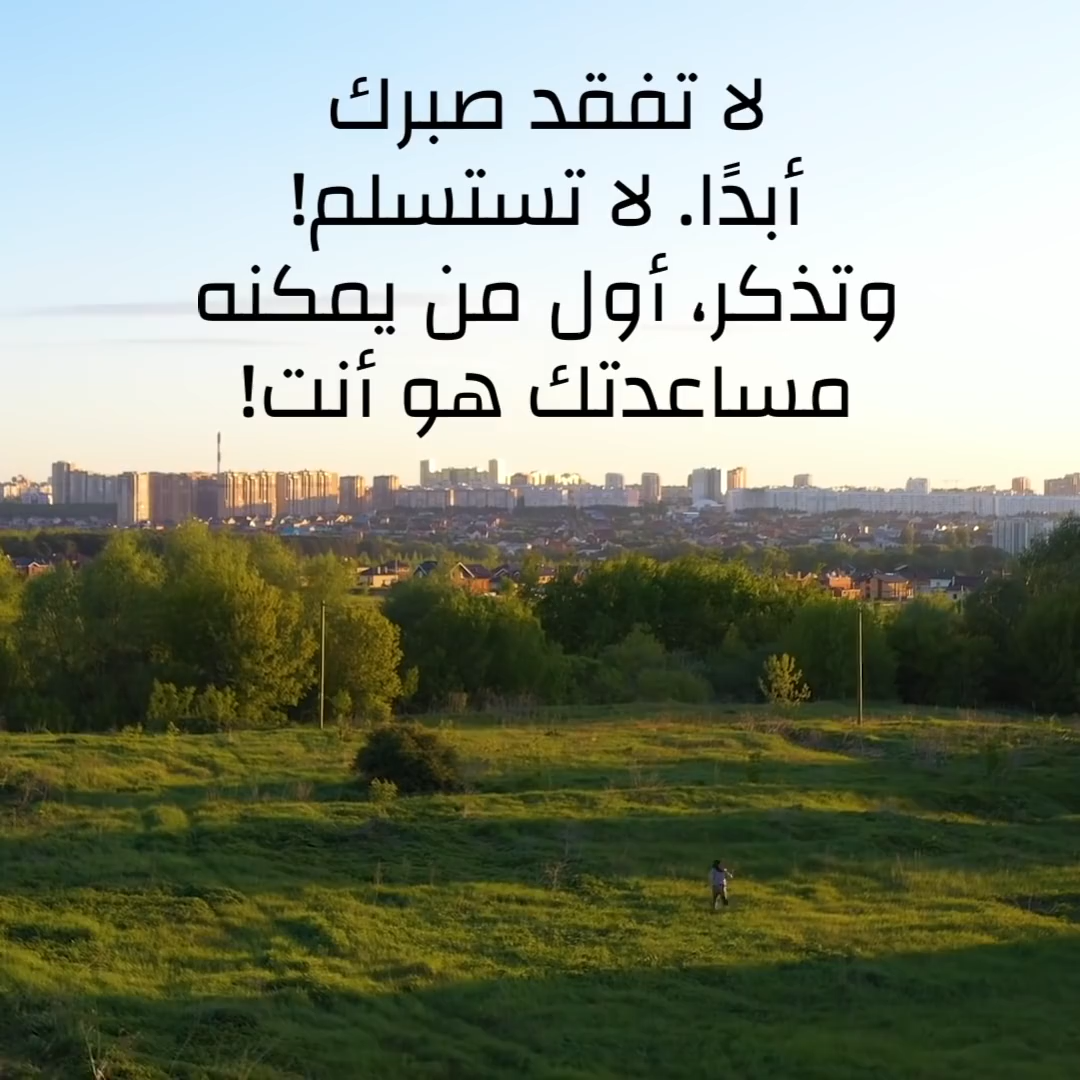 لا تفقد صبرك
أبدًا. لا تستسلم!
وتذكر، أول من يمكنه
مساعدتك هو أنت!